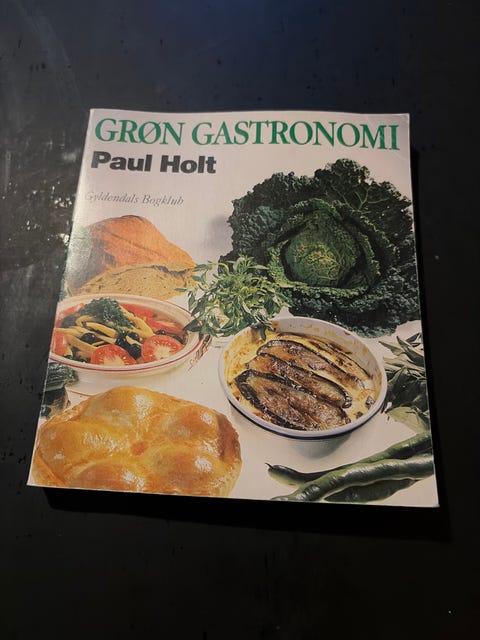 GRØN GASTRONOMI
Paul Holt
Gyldendals Bogklub